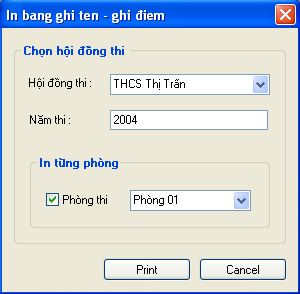 In bang ghi ten - ghi diem
Chọn hội đồng thi
Hội đồng thi : THCS Thị Trấn
Năm thi : 2004
In từng phòng
Phòng thi Phòng 01
Print Cancel